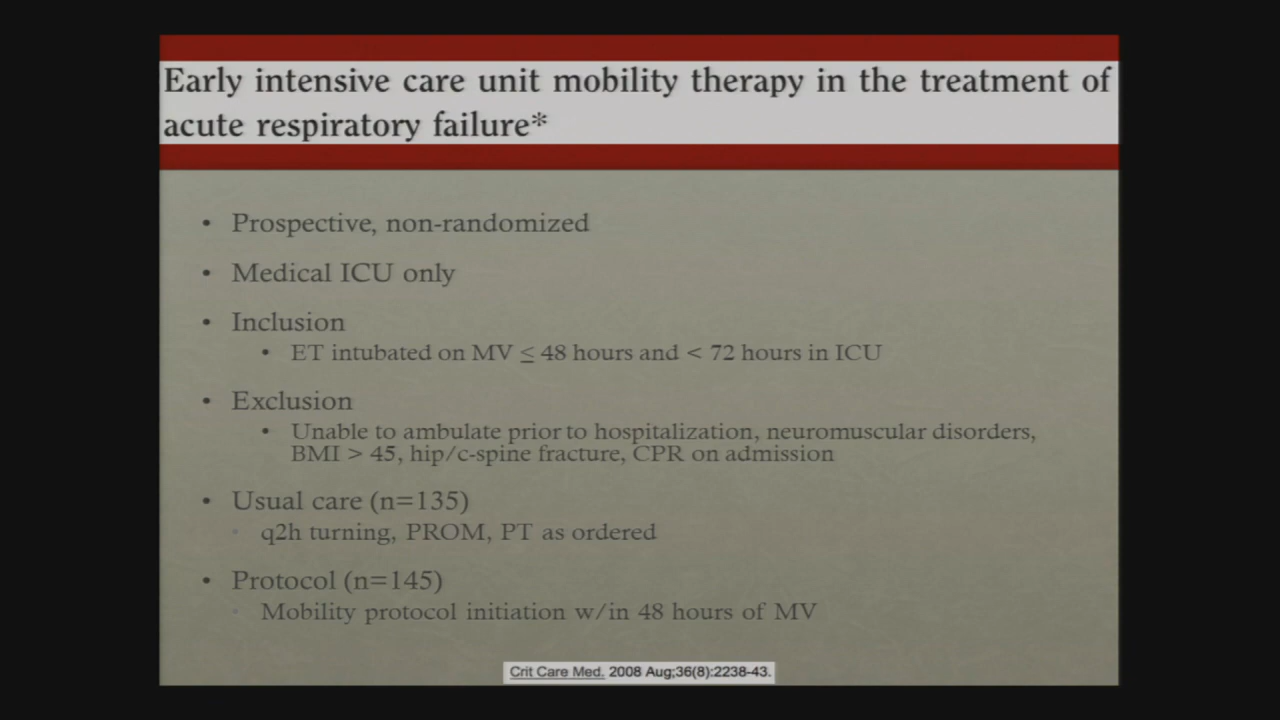 Early intensive care unit mobility therapy in the treatment of
acute respiratory failure*
• Prospective, non-randomized
• Medical ICU only
• Inclusion
• ET intubated on MV ≤ 48 hours and < 72 hours in ICU
• Exclusion
• Unable to ambulate prior to hospitalization, neuromuscular disorders,
BMI > 45, hip/c-spine fracture, CPR on admission
• Usual care (n=135)
• q2h turning, PROM, PT as ordered
• Protocol (n=145)
• Mobility protocol initiation w/in 48 hours of MV
Crit Care Med. 2008 Aug;36(8):2238-43.